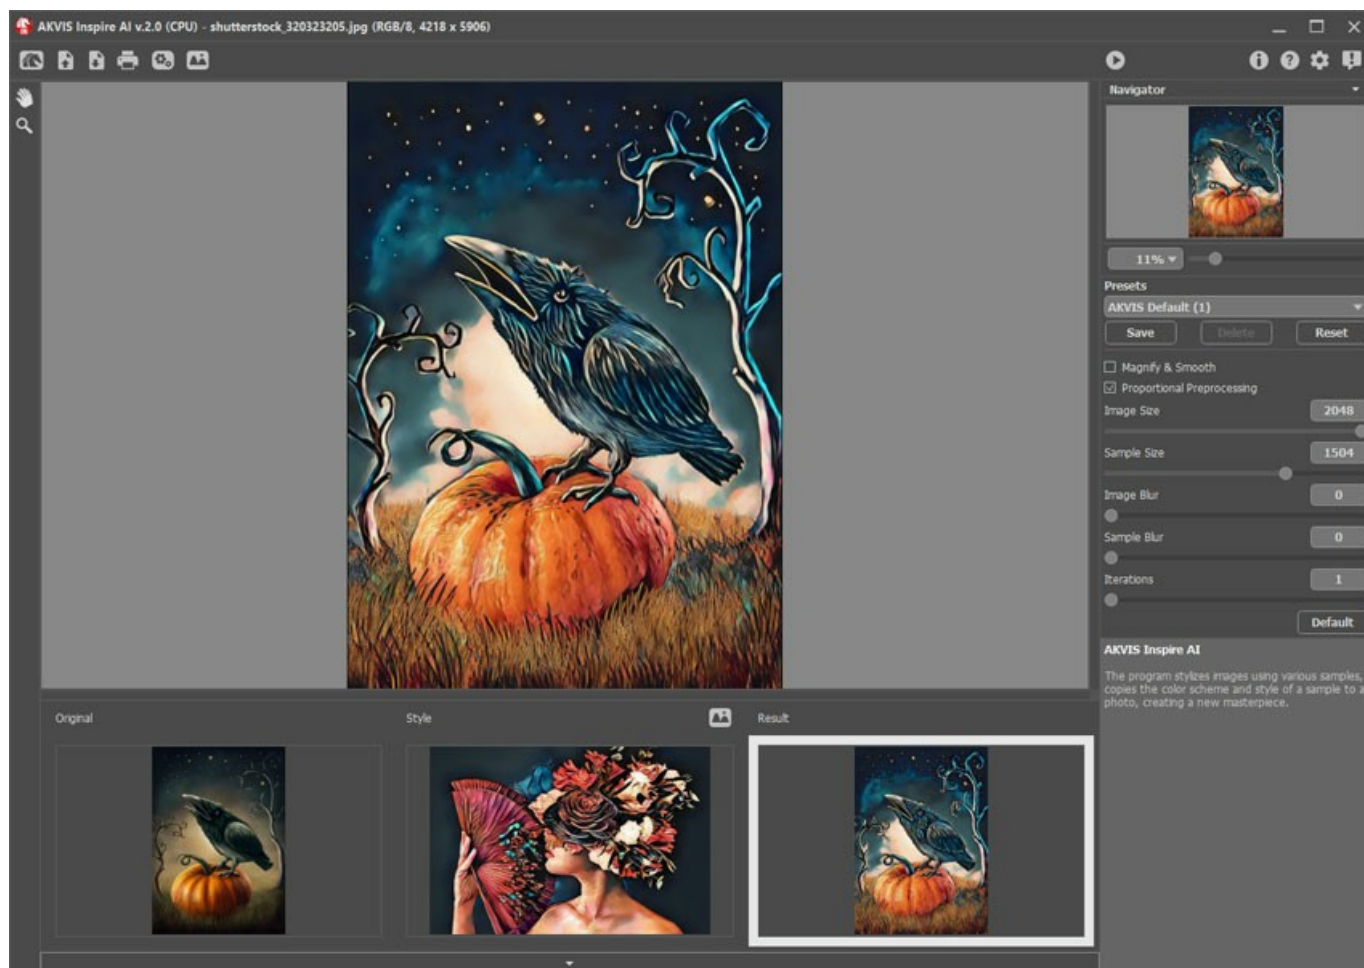 AKVIS Inspire AI v.2.0 (CPU) - shutterstock_320323205.jpg (RGB/8, 4218 x 5906)
Navigator
11%
Presets
AKVIS Default (1)
Save Delete Reset
Magnify & Smooth
Proportional Preprocessing
Image Size 2048
Sample Size 1504
Image Blur 0
Sample Blur 0
Iterations 1
Default
AKVIS Inspire AI
The program stylizes images using various samples,
copies the color scheme and style of a sample to a
photo, creating a new masterpiece.
Original Style Result